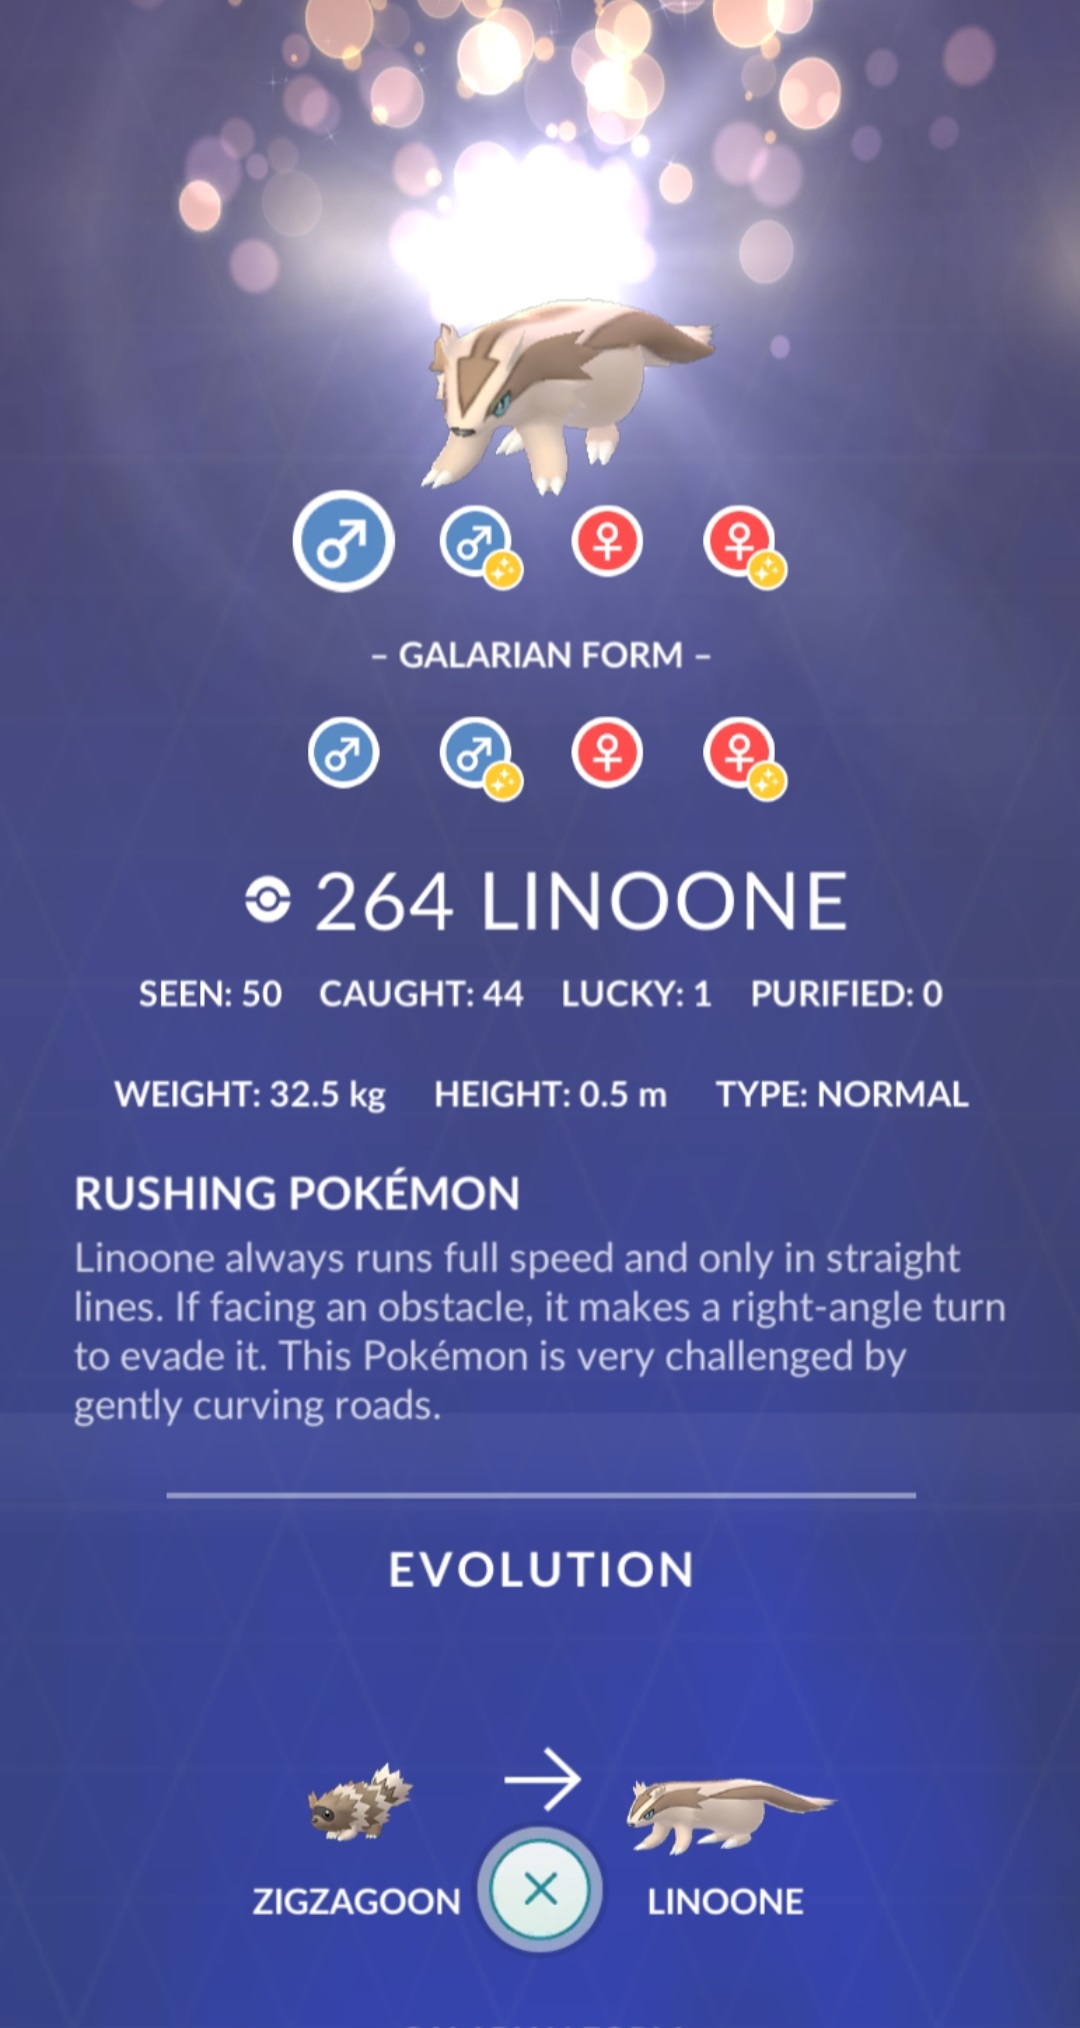 – GALARIAN FORM –
264 LINOONE
SEEN: 50 CAUGHT: 44 LUCKY: 1 PURIFIED: 0
WEIGHT: 32.5 kg HEIGHT: 0.5 m TYPE: NORMAL
RUSHING POKÉMON
Linoone always runs full speed and only in straight
lines. If facing an obstacle, it makes a right-angle turn
to evade it. This Pokémon is very challenged by
gently curving roads.
EVOLUTION
ZIGZAGOON LINOONE